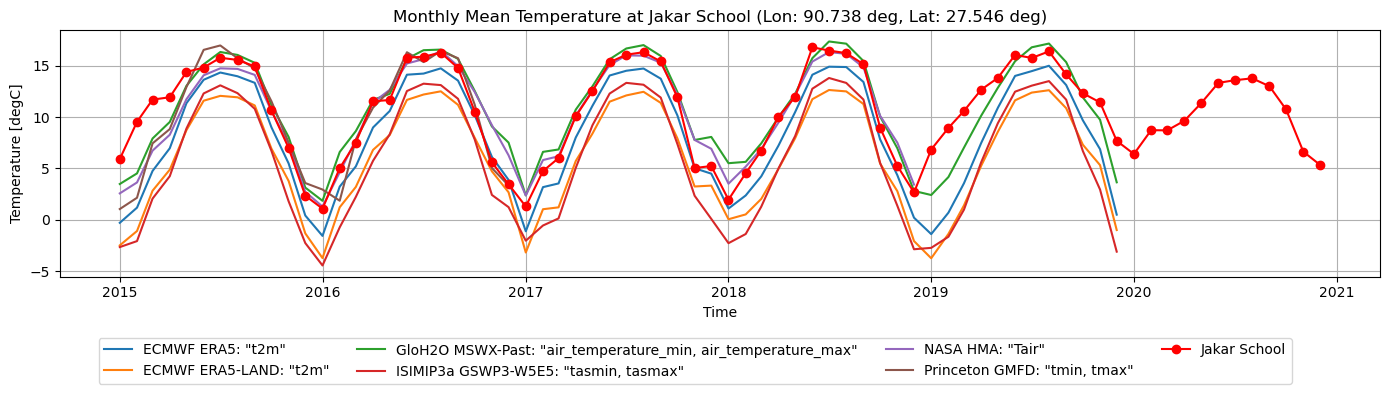 Monthly Mean Temperature at Jakar School (Lon: 90.738 deg, Lat: 27.546 deg)
Temperature [degC]
15
10
5
0
−5
2015 2016 2017 2018 2019 2020 2021
Time
ECMWF ERA5: "t2m"
ECMWF ERA5-LAND: "t2m"
GloH2O MSWX-Past: "air_temperature_min, air_temperature_max"
ISIMIP3a GSWP3-W5E5: "tasmin, tasmax"
NASA HMA: "Tair"
Princeton GMFD: "tmin, tmax"
Jakar School